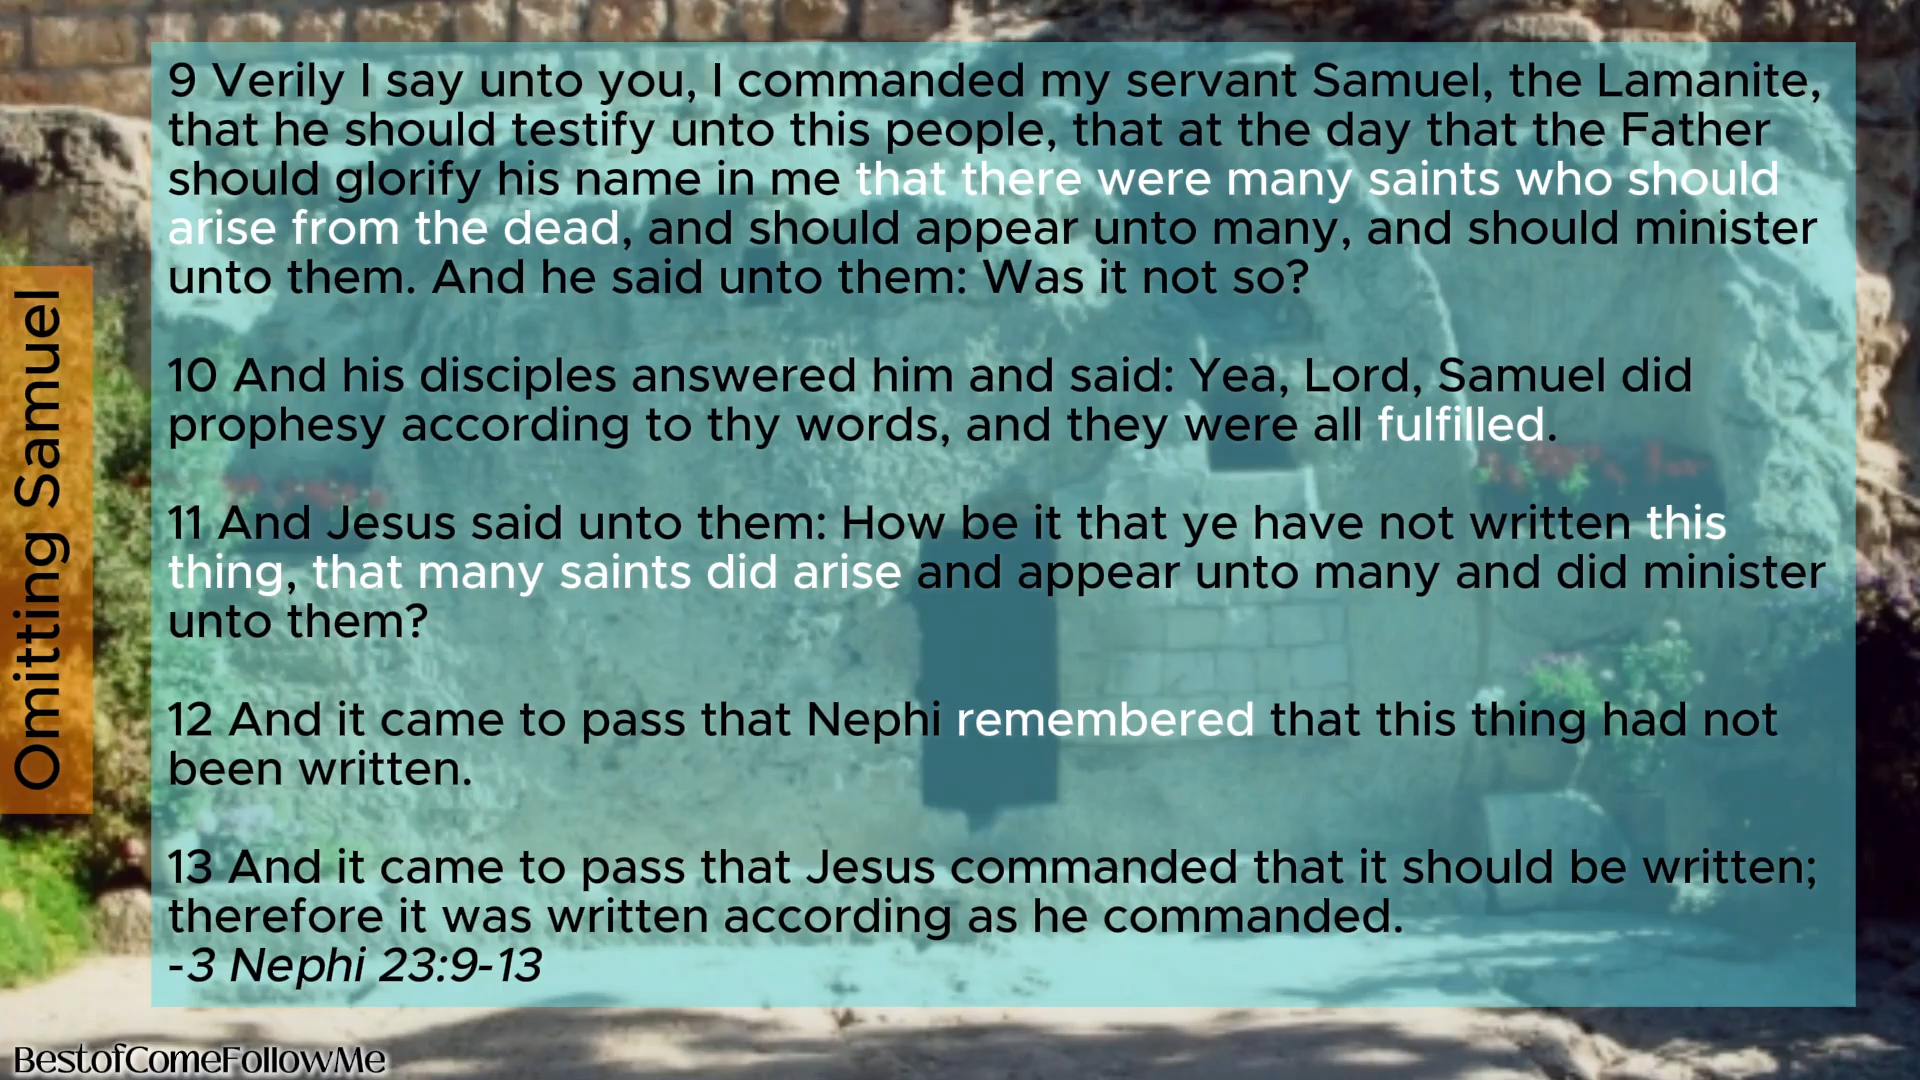 Omitting Samuel
9 Verily I say unto you, I commanded my servant Samuel, the Lamanite,
that he should testify unto this people, that at the day that the Father
should glorify his name in me that there were many saints who should
arise from the dead, and should appear unto many, and should minister
unto them. And he said unto them: Was it not so?
10 And his disciples answered him and said: Yea, Lord, Samuel did
prophesy according to thy words, and they were all fulfilled.
11 And Jesus said unto them: How be it that ye have not written this
thing, that many saints did arise and appear unto many and did minister
unto them?
12 And it came to pass that Nephi remembered that this thing had not
been written.
13 And it came to pass that Jesus commanded that it should be written;
therefore it was written according as he commanded.
-3 Nephi 23:9-13
BestofComeFollowMe